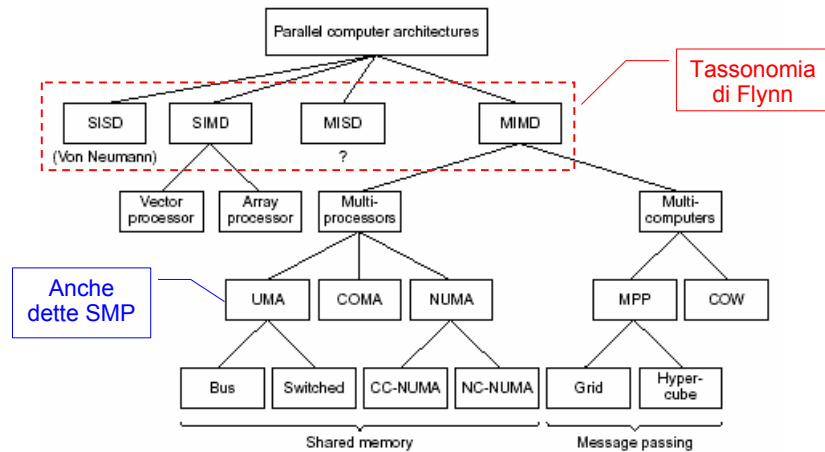 Parallel computer architectures
Tassonomia
di Flynn
SISD
SIMD
MISD
MIMD
(Von Neumann)
?
Vector
processor
Array
processor
Multi-
processors
Multi-
computers
Anche
dette SMP
UMA
COMA
NUMA
MPP
COW
Bus
Switched
CC-NUMA
NC-NUMA
Grid
Hyper-
cube
Shared memory
Message passing